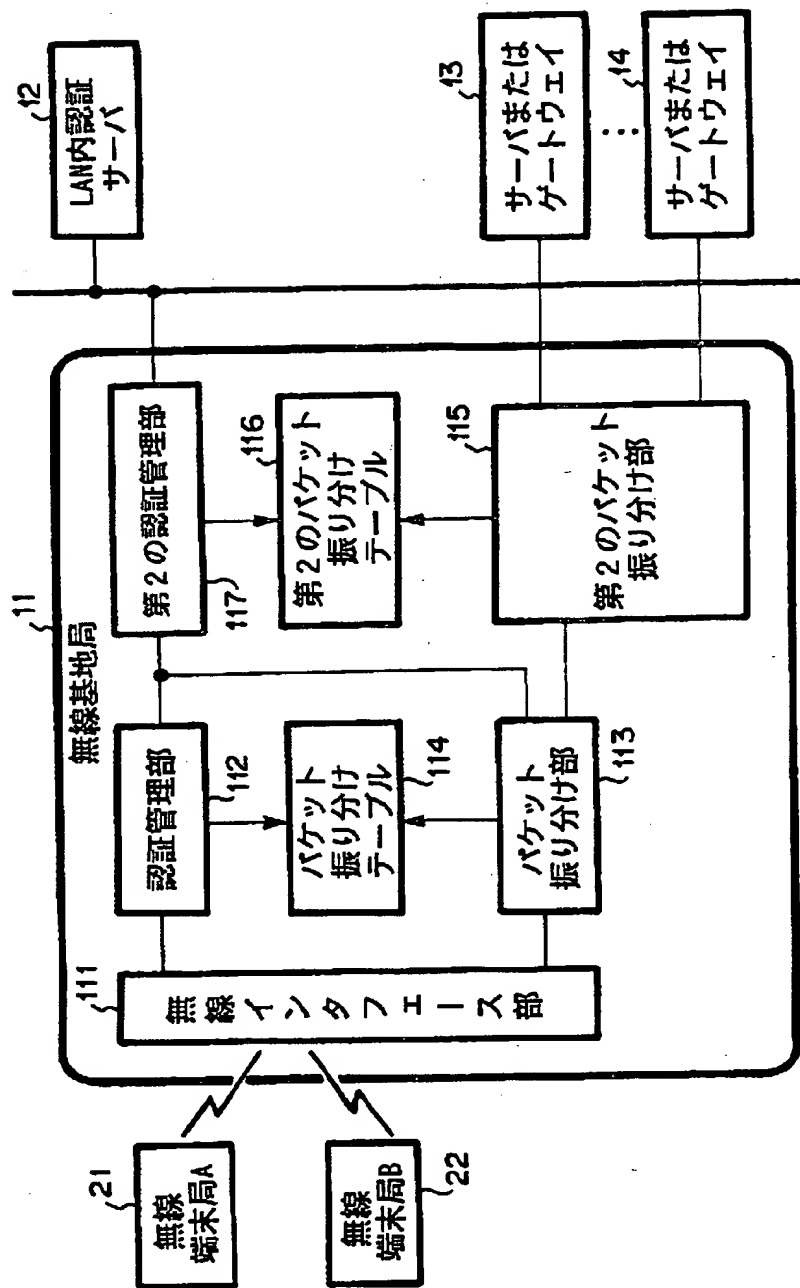 11
無線基地局
21
無線
端末局A
22
無線
端末局B
111
無線インタフェース部
112
認証管理部
114
パケット
振り分け
テーブル
113
パケット
振り分け部
117
第2の認証管理部
116
第2のパケット
振り分け
テーブル
115
第2のパケット
振り分け部
12
LAN内認証
サーバ
13
サーバまたは
ゲートウェイ
14
サーバまたは
ゲートウェイ